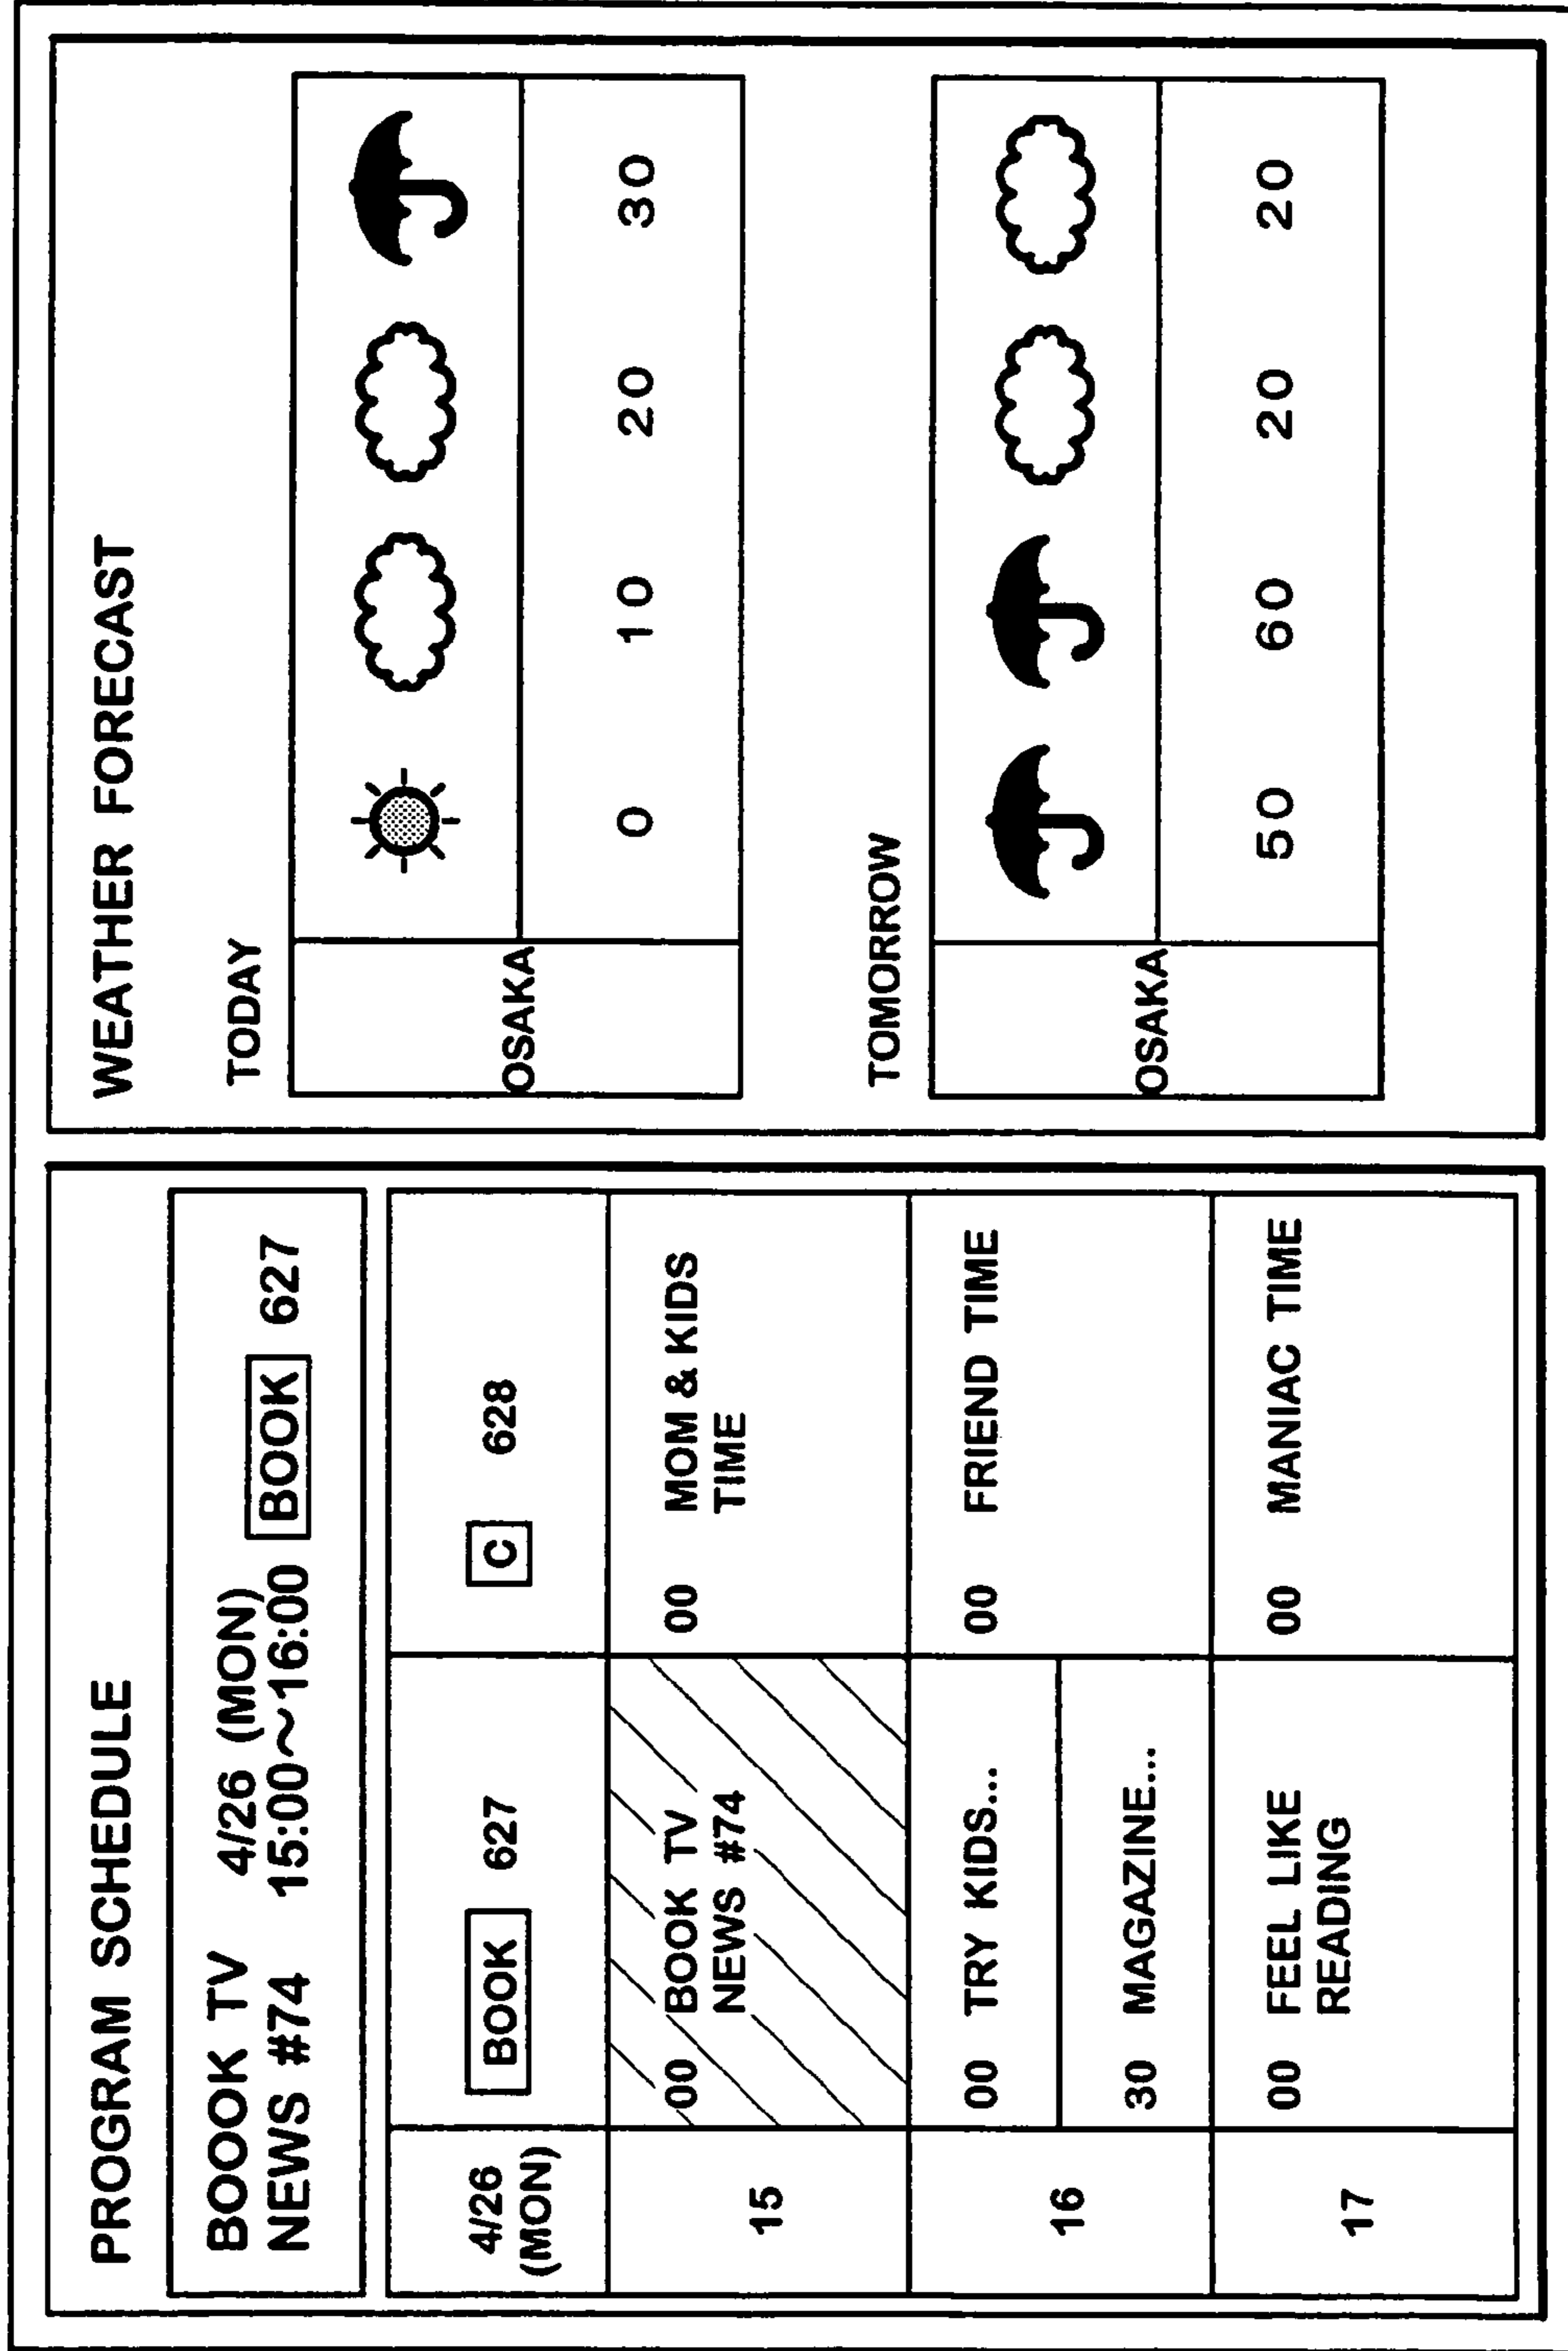 PROGRAM SCHEDULE
BOOK TV 4/26 (MON)
NEWS #74 15:00~16:00 BOOK 627
4/26
(MON)
BOOK 627
C 628
15
00 BOOK TV
NEWS #74
00 MOM & KIDS
TIME
16
00 TRY KIDS...
30 MAGAZINE...
00 FRIEND TIME
17
00 FEEL LIKE
READING
00 MANIAC TIME
WEATHER FORECAST
TODAY
OSAKA
0 10 20 30
TOMORROW
OSAKA
50 60 20 20